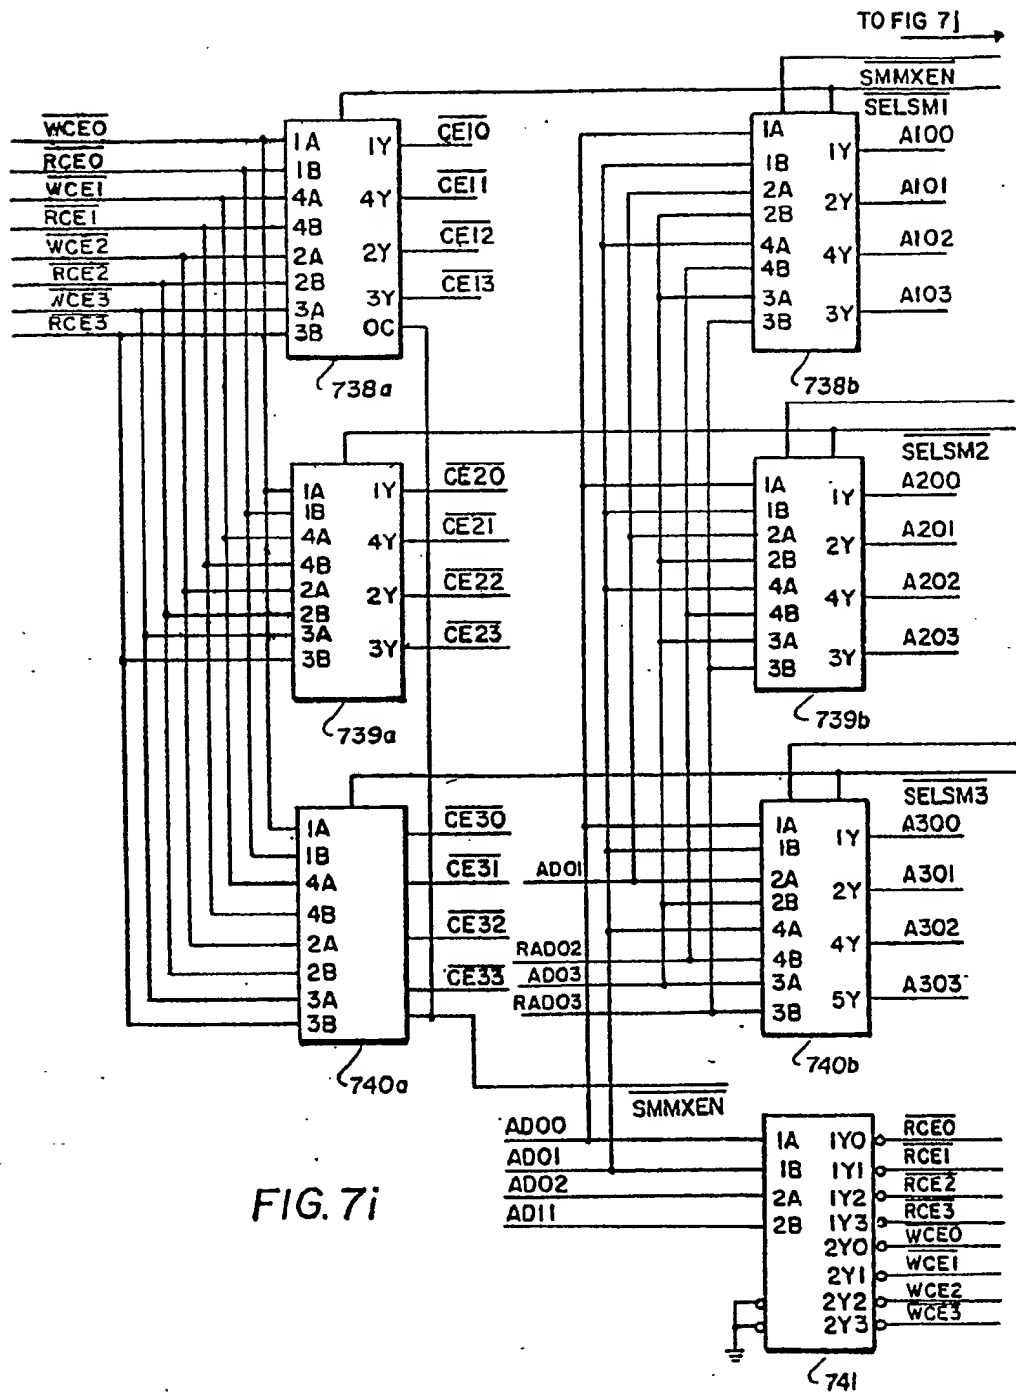 TO FIG 7j
SMMXEN
SELSM1
WCE0
RCE0
WCE1
RCE1
WCE2
RCE2
WCE3
RCE3
1A
1B
4A
4B
2A
2B
3A
3B
1Y
4Y
2Y
3Y
OC
CE10
CE11
CE12
CE13
738a
1A
1B
2A
2B
4A
4B
3A
3B
1Y
2Y
4Y
3Y
A100
A101
A102
A103
738b
1A
1B
4A
4B
2A
2B
3A
3B
1Y
4Y
2Y
3Y
CE20
CE21
CE22
CE23
739a
SELSM2
1A
1B
2A
2B
4A
4B
3A
3B
1Y
2Y
4Y
3Y
A200
A201
A202
A203
739b
1A
1B
4A
4B
2A
2B
3A
3B
CE30
CE31
CE32
CE33
740a
SMMXEN
SELSM3
AD01
RAD02
AD03
RAD03
1A
1B
2A
2B
4A
4B
3A
3B
1Y
2Y
4Y
5Y
A300
A301
A302
A303
740b
AD00
AD01
AD02
AD11
1A
1B
2A
2B
1Y0
1Y1
1Y2
1Y3
2Y0
2Y1
2Y2
2Y3
RCE0
RCE1
RCE2
RCE3
WCE0
WCE1
WCE2
WCE3
741
FIG. 7i